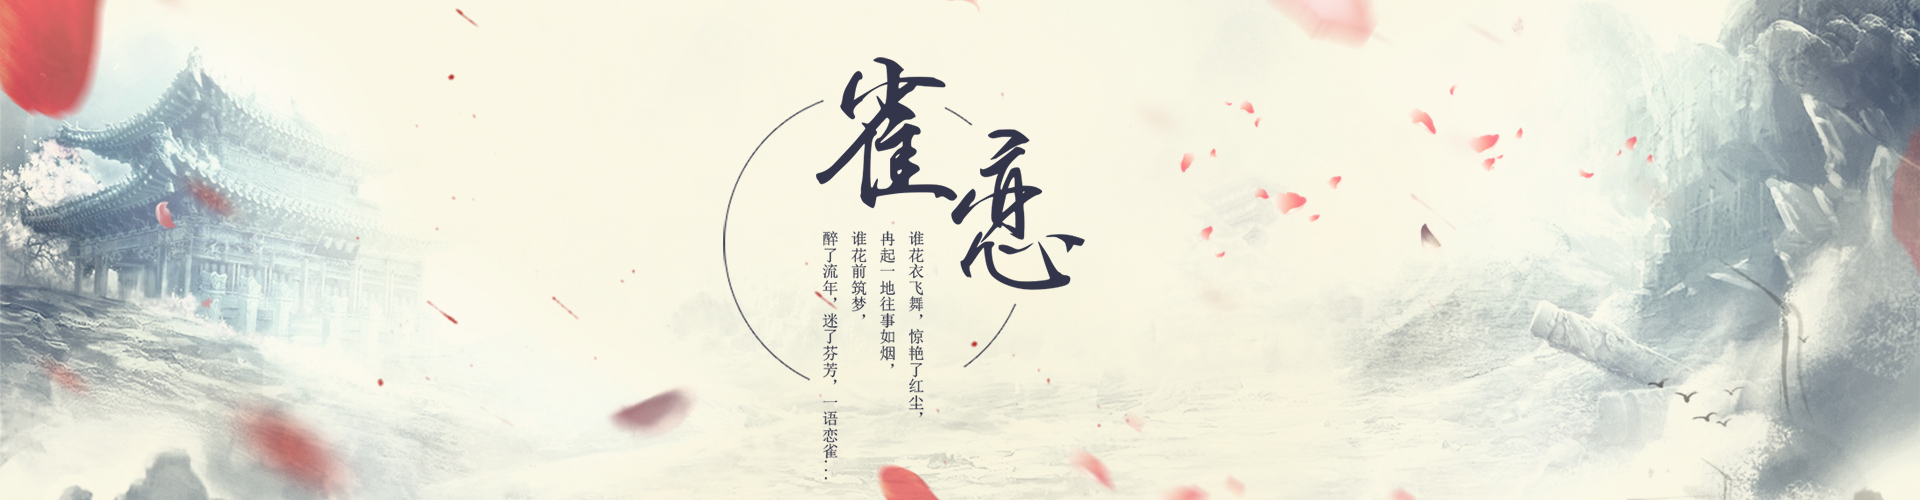 雀恋
谁花衣飞舞，惊艳了红尘，
冉起一地往事如烟，
谁花前筑梦，
醉了流年，迷了芬芳，一语恋雀…